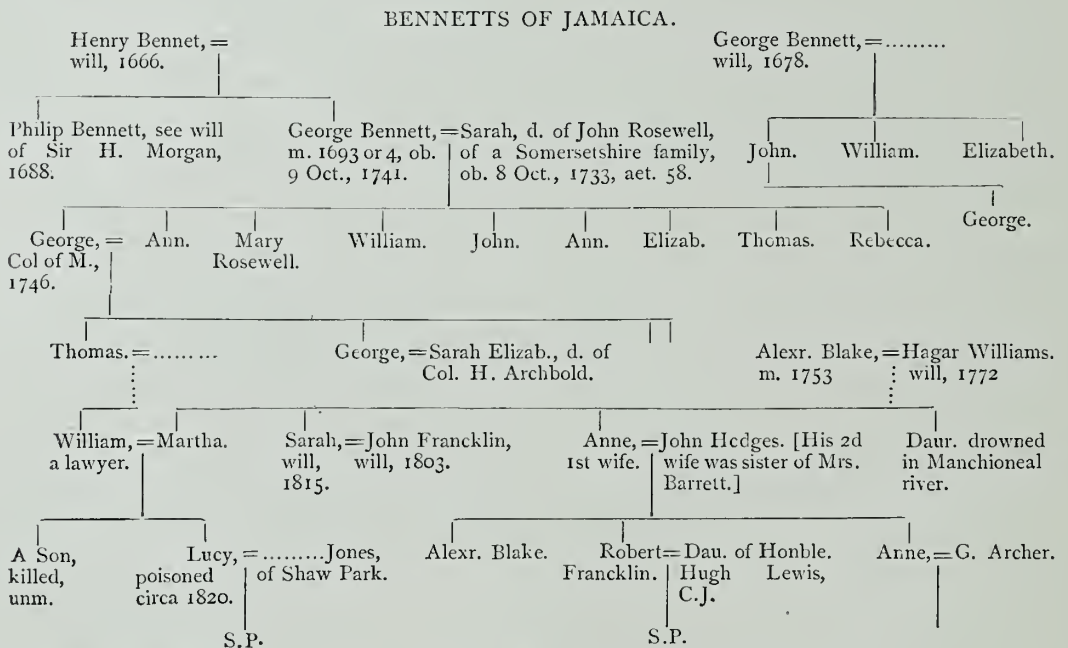 BENNETTS OF JAMAICA.
Henry Bennet, =
will, 1666.
George Bennett, = .........
will, 1678.
Philip Bennett, see will
of Sir H. Morgan,
1688.
George Bennett,
m. 1693 or 4, ob.
9 Oct., 1741.
=Sarah, d. of John Rosewell,
of a Somersetshire family,
ob. 8 Oct., 1733, aet. 58.
John.
William.
Elizabeth.
George.
George, =
Col of M.,
1746.
Ann.
Mary
Rosewell.
William.
John.
Ann.
Elizab.
Thomas.
Rebecca.
Thomas. = .........
George, = Sarah Elizab., d. of
Col. H. Archbold.
Alexr. Blake, = Hagar Williams.
m. 1753 will, 1772
William, = Martha.
a lawyer.
Sarah,
will,
1815.
=John Francklin,
will, 1803.
Anne,
1st wife.
=John Hedges. [His 2d
wife was sister of Mrs.
Barrett.]
Daur. drowned
in Manchioneal
river.
A Son,
killed,
unm.
Lucy,
poisoned
circa 1820.
= .........Jones,
of Shaw Park.
S.P.
Alexr. Blake.
Robert
Francklin.
= Dau. of Honble.
Hugh Lewis,
C.J.
S.P.
Anne, = G. Archer.